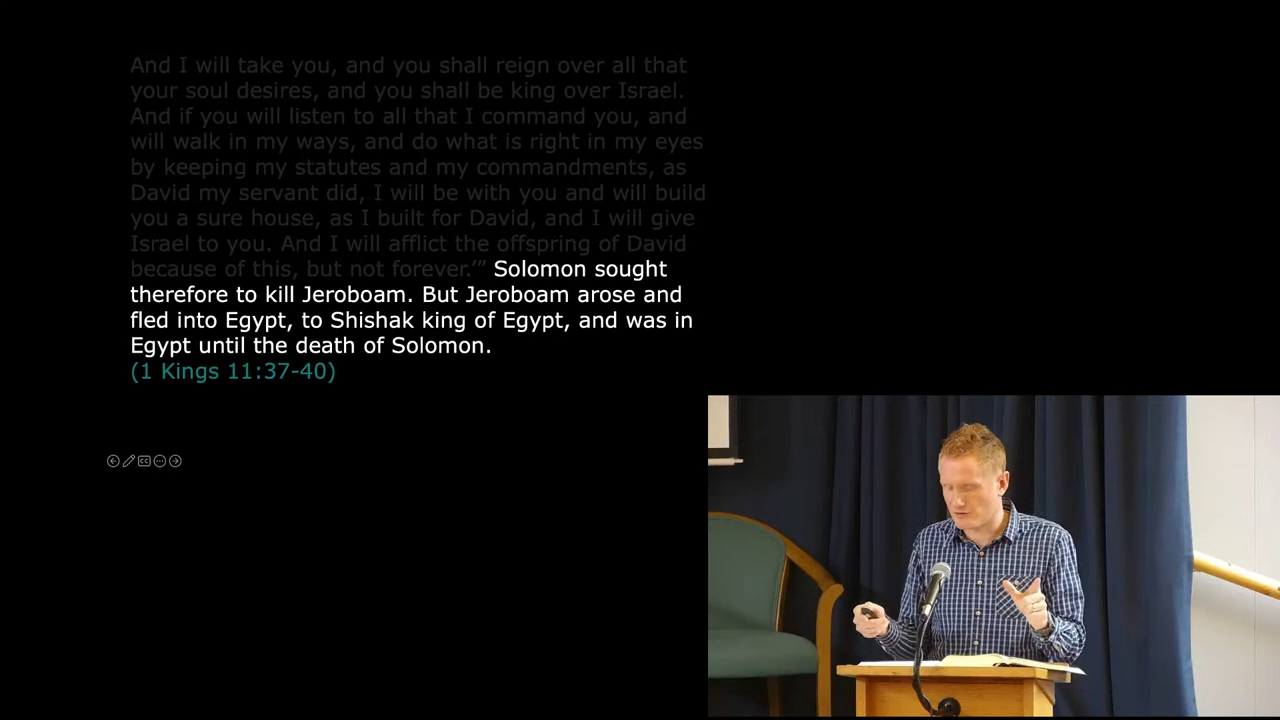 And I will take you, and you shall reign over all that
your soul desires, and you shall be king over Israel.
And if you will listen to all that I command you, and
will walk in my ways, and do what is right in my eyes
by keeping my statutes and my commandments, as
David my servant did, I will be with you and will build
you a sure house, as I built for David, and I will give
Israel to you. And I will afflict the offspring of David
because of this, but not forever.’” Solomon sought
therefore to kill Jeroboam. But Jeroboam arose and
fled into Egypt, to Shishak king of Egypt, and was in
Egypt until the death of Solomon.
(1 Kings 11:37-40)
CC